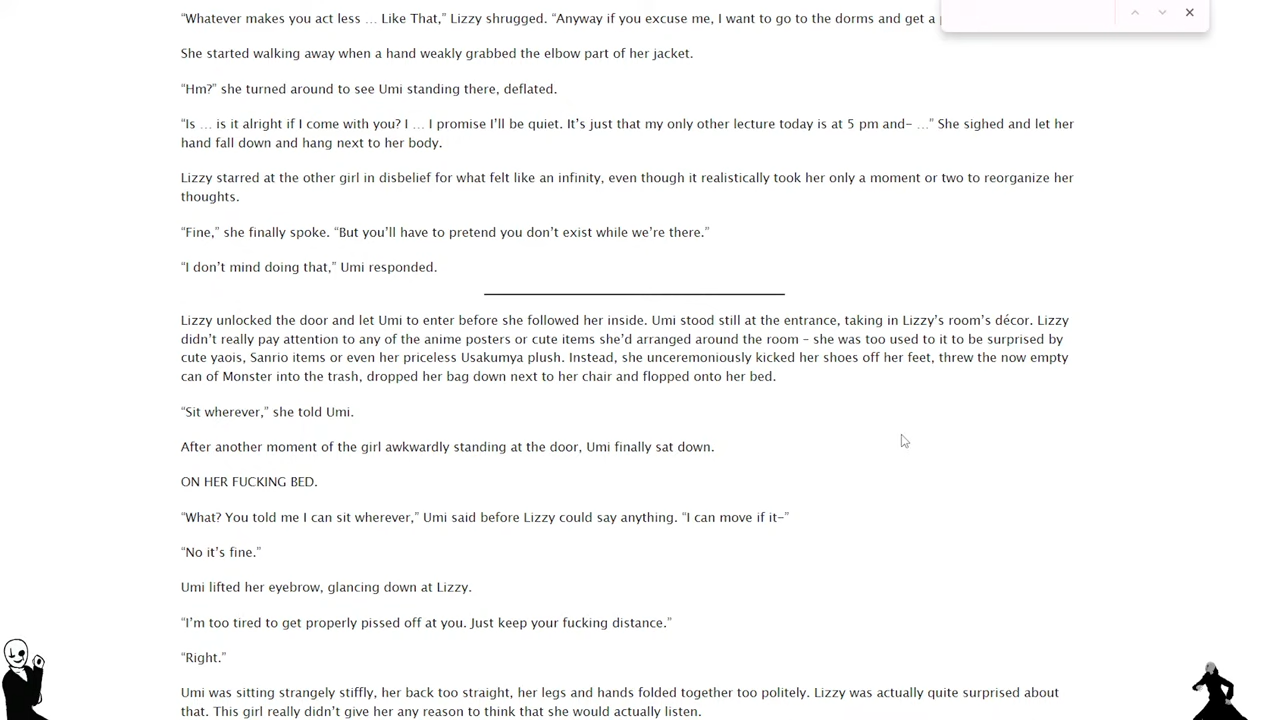 “Whatever makes you act less … Like That,” Lizzy shrugged. “Anyway if you excuse me, I want to go to the dorms and get a
She started walking away when a hand weakly grabbed the elbow part of her jacket.
“Hm?” she turned around to see Umi standing there, deflated.
“Is … is it alright if I come with you? I … I promise I’ll be quiet. It’s just that my only other lecture today is at 5 pm and– …” She sighed and let her
hand fall down and hang next to her body.
Lizzy starred at the other girl in disbelief for what felt like an infinity, even though it realistically took her only a moment or two to reorganize her
thoughts.
“Fine,” she finally spoke. “But you’ll have to pretend you don’t exist while we’re there.”
“I don’t mind doing that,” Umi responded.
Lizzy unlocked the door and let Umi to enter before she followed her inside. Umi stood still at the entrance, taking in Lizzy’s room’s décor. Lizzy
didn’t really pay attention to any of the anime posters or cute items she’d arranged around the room – she was too used to it to be surprised by
cute yaois, Sanrio items or even her priceless Usakumya plush. Instead, she unceremoniously kicked her shoes off her feet, threw the now empty
can of Monster into the trash, dropped her bag down next to her chair and flopped onto her bed.
“Sit wherever,” she told Umi.
After another moment of the girl awkwardly standing at the door, Umi finally sat down.
ON HER FUCKING BED.
“What? You told me I can sit wherever,” Umi said before Lizzy could say anything. “I can move if it–”
“No it’s fine.”
Umi lifted her eyebrow, glancing down at Lizzy.
“I’m too tired to get properly pissed off at you. Just keep your fucking distance.”
“Right.”
Umi was sitting strangely stiffly, her back too straight, her legs and hands folded together too politely. Lizzy was actually quite surprised about
that. This girl really didn’t give her any reason to think that she would actually listen.